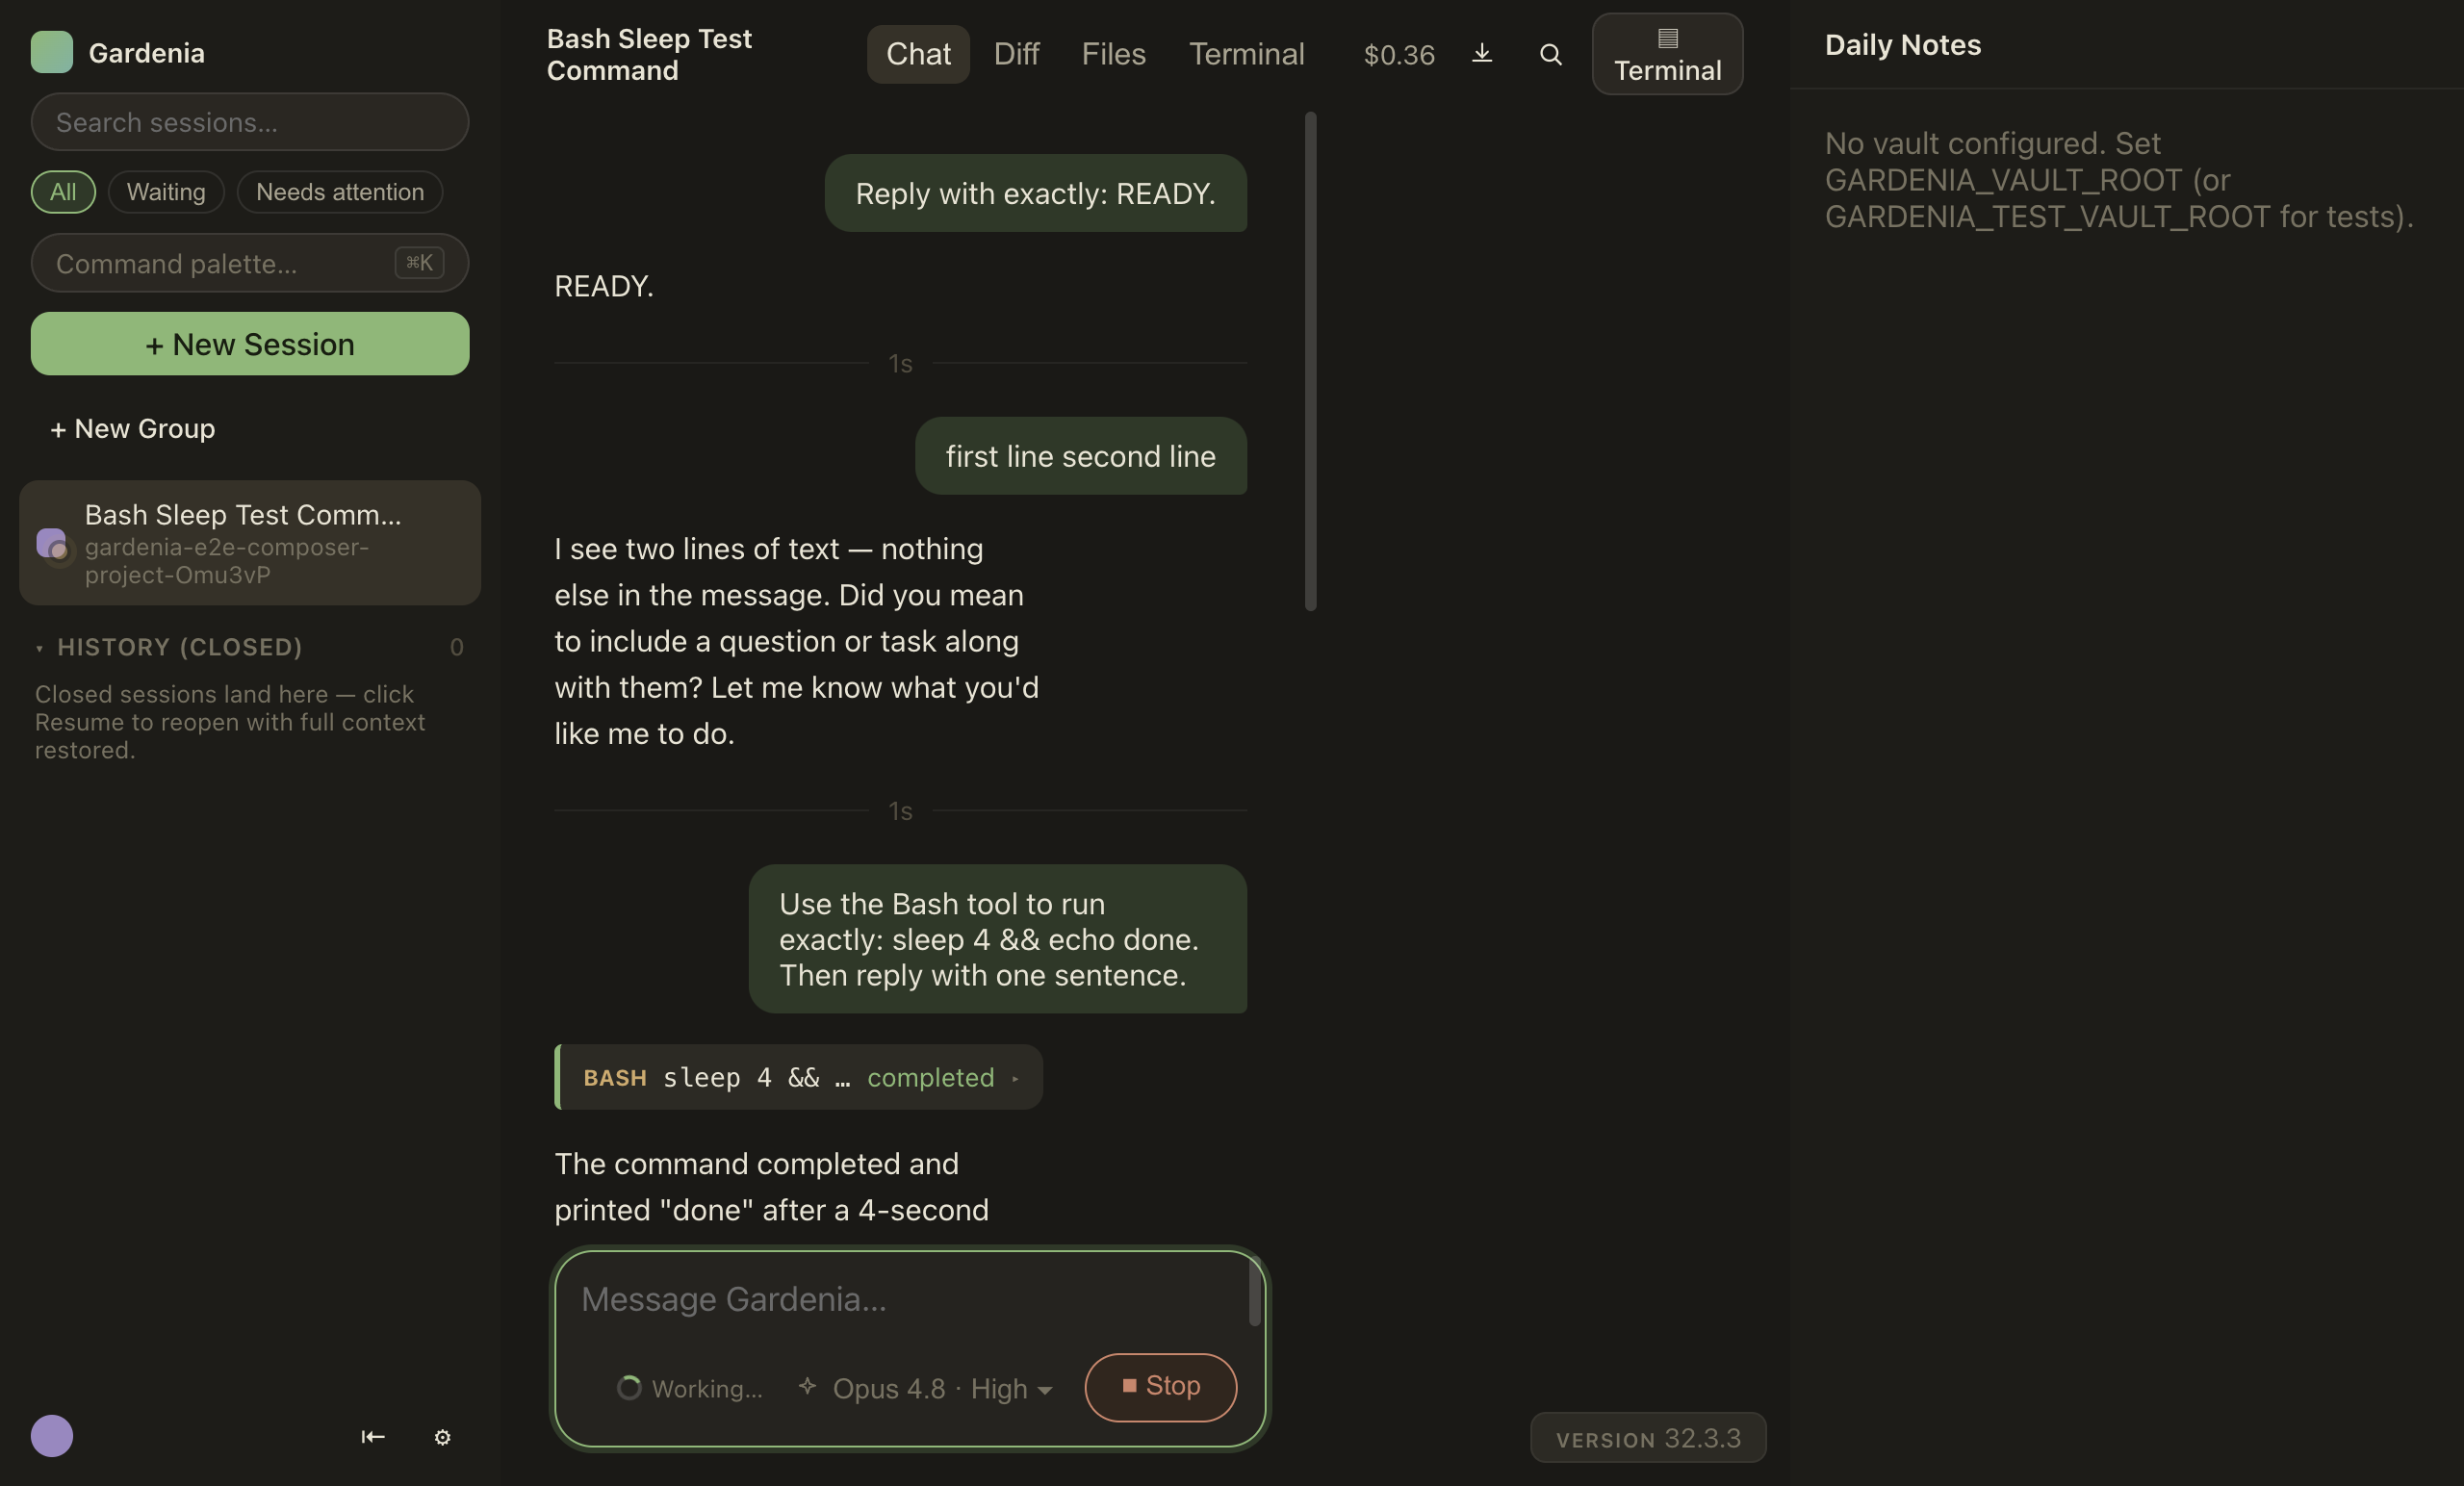 Gardenia
Search sessions...
All
Waiting
Needs attention
Command palette...
⌘K
+ New Session
+ New Group
Bash Sleep Test Comm...
gardenia-e2e-composer-
project-Omu3vP
HISTORY (CLOSED)
0
Closed sessions land here — click
Resume to reopen with full context
restored.
Bash Sleep Test
Command
Chat
Diff
Files
Terminal
$0.36
Terminal
Reply with exactly: READY.
READY.
1s
first line second line
I see two lines of text — nothing
else in the message. Did you mean
to include a question or task along
with them? Let me know what you'd
like me to do.
1s
Use the Bash tool to run
exactly: sleep 4 && echo done.
Then reply with one sentence.
BASH sleep 4 && … completed
The command completed and
printed "done" after a 4-second
Message Gardenia...
Working...
Opus 4.8 · High
Stop
VERSION 32.3.3
Daily Notes
No vault configured. Set
GARDENIA_VAULT_ROOT (or
GARDENIA_TEST_VAULT_ROOT for tests).